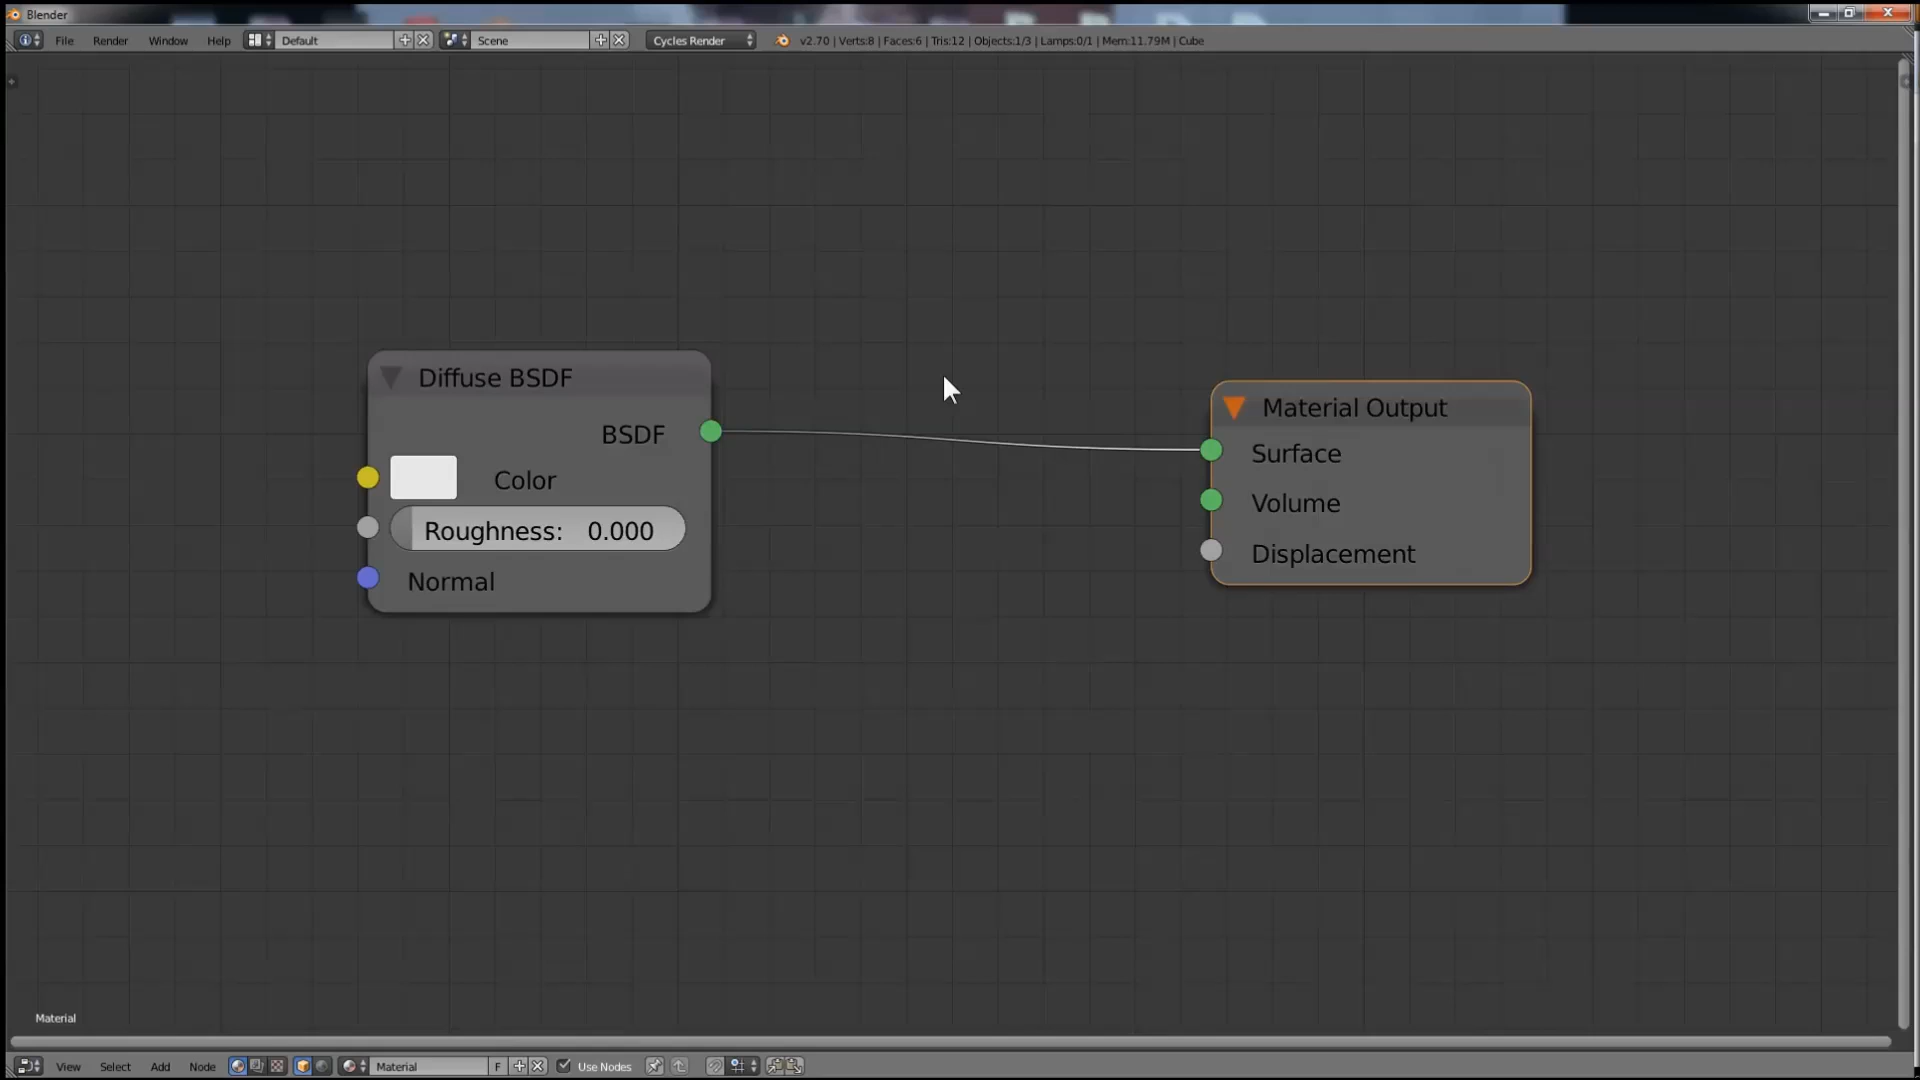 Blender
File Render Window Help Default Scene Cycles Render v2.70 | Verts:8 | Faces:6 | Tris:12 | Objects:1/3 | Lamps:0/1 | Mem:11.79M | Cube
Diffuse BSDF
BSDF
Color
Roughness: 0.000
Normal
Material Output
Surface
Volume
Displacement
Material
View Select Add Node Material F Use Nodes